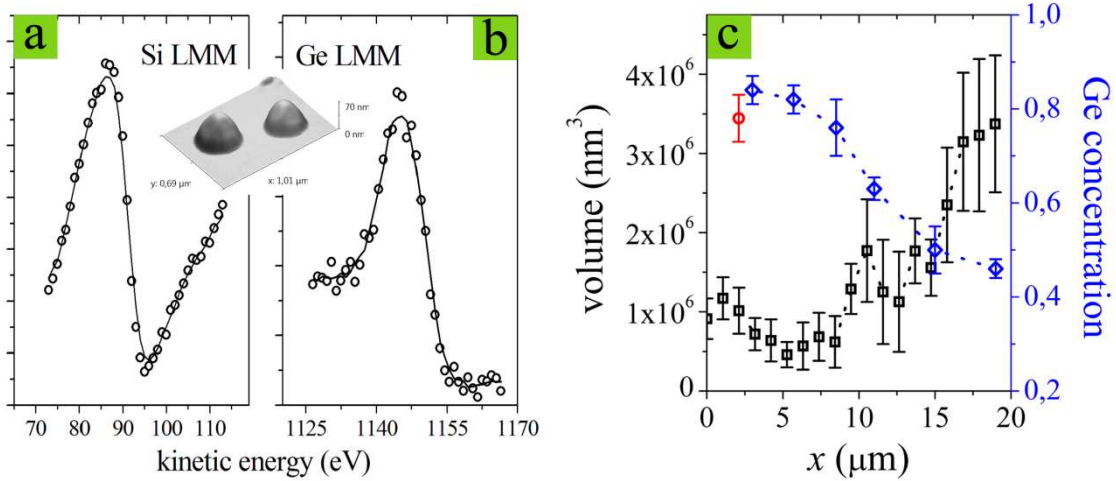 a
Si LMM
70 nm
0 nm
y: 0,69 µm
x: 1,01 µm
70 80 90 100 110
b
Ge LMM
1125 1140 1155 1170
kinetic energy (eV)
c
volume (nm³)
4x10⁶
3x10⁶
2x10⁶
1x10⁶
0
0 5 10 15 20
x (µm)
1,0
0,8
0,6
0,4
0,2
Ge concentration